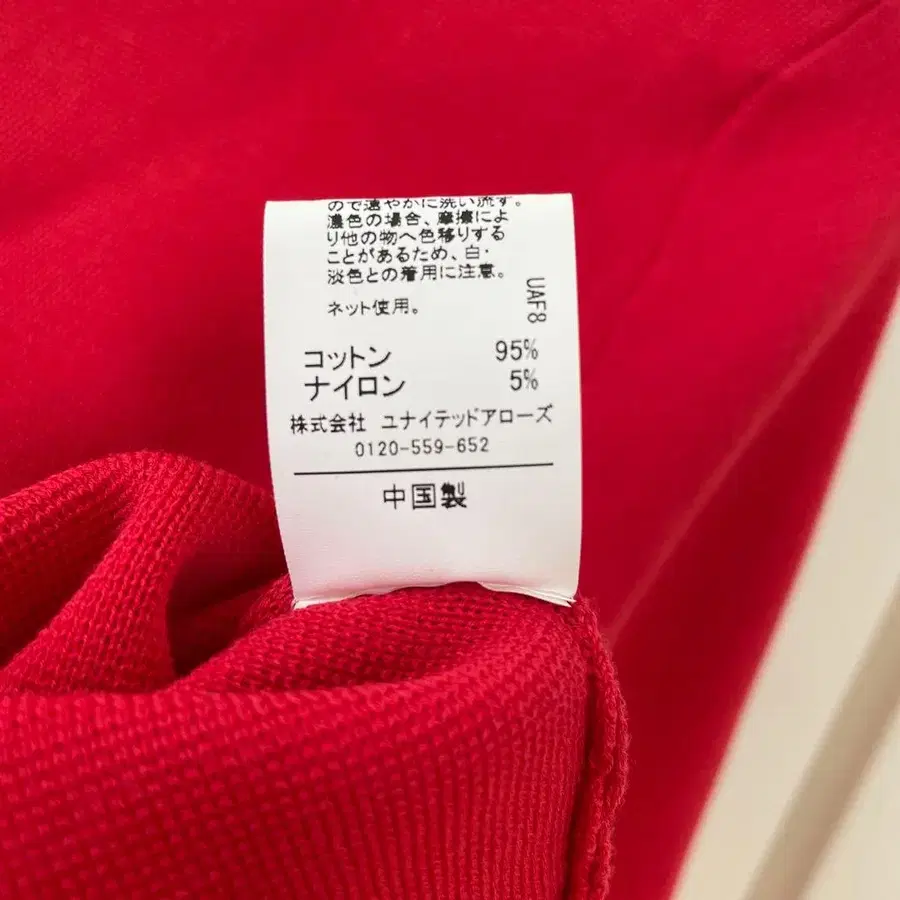 ので速やかに洗い流す。
濃色の場合、摩擦によ
り他の物へ色移りする
ことがあるため、白・
淡色との着用に注意。
ネット使用。
UAF8
コットン 95%
ナイロン 5%
株式会社 ユナイテッドアローズ
0120-559-652
中国製